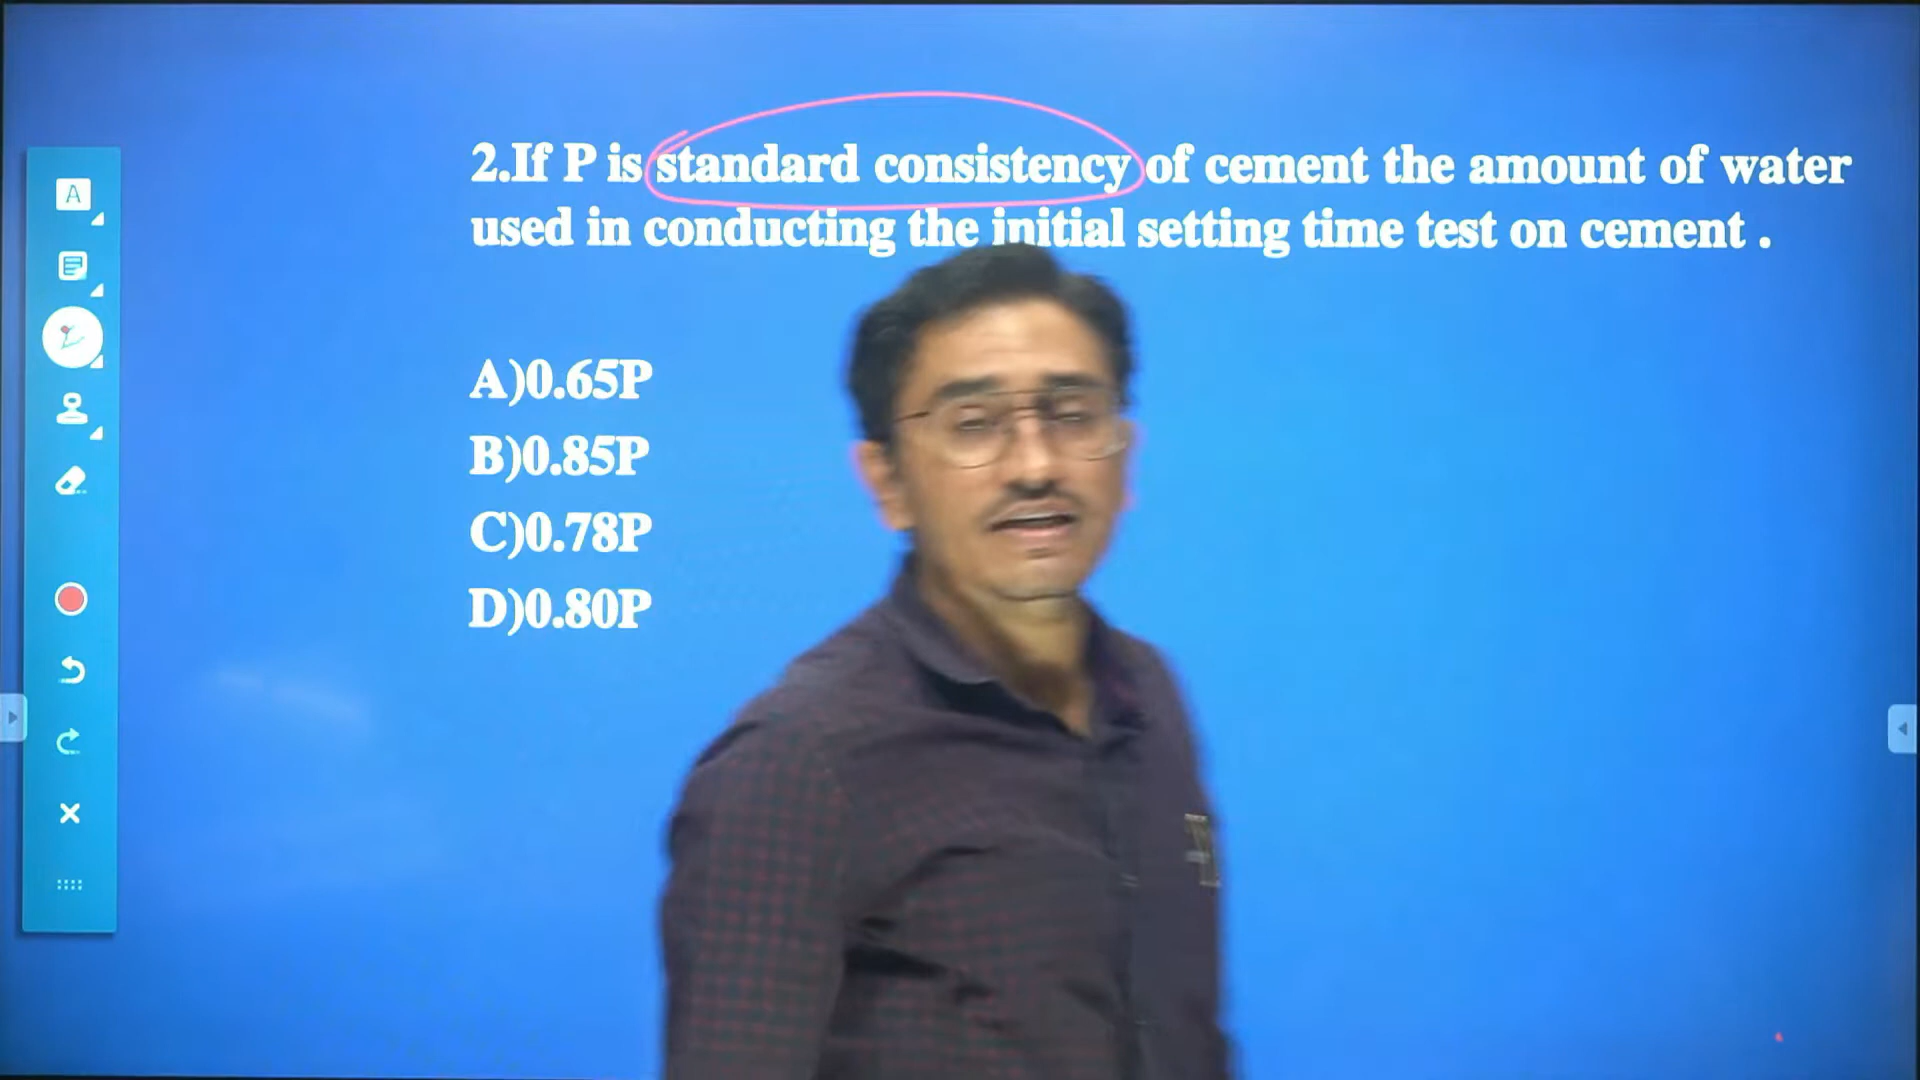 2.If P is standard consistency of cement the amount of water
used in conducting the initial setting time test on cement .
A)0.65P
B)0.85P
C)0.78P
D)0.80P
A